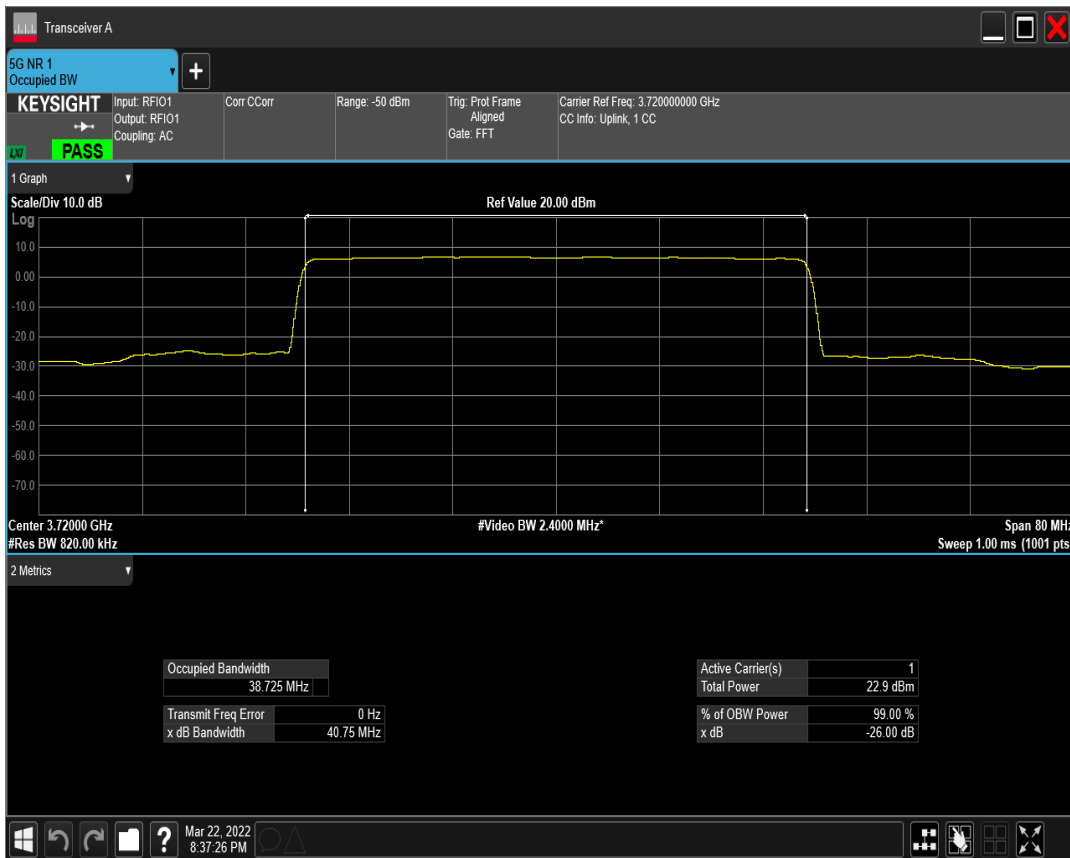 Transceiver A
5G NR 1
Occupied BW
+
KEYSIGHT
LXI
PASS
Input: RFIO1
Output: RFIO1
Coupling: AC
Corr CCorr
Range: -50 dBm
Trig: Prot Frame
Aligned
Gate: FFT
Carrier Ref Freq: 3.720000000 GHz
CC Info: Uplink, 1 CC
1 Graph
Scale/Div 10.0 dB
Ref Value 20.00 dBm
Log
10.0
0.00
-10.0
-20.0
-30.0
-40.0
-50.0
-60.0
-70.0
Center 3.72000 GHz
#Video BW 2.4000 MHz*
Span 80 MHz
#Res BW 820.00 kHz
Sweep 1.00 ms (1001 pts
2 Metrics
Occupied Bandwidth
38.725 MHz
Transmit Freq Error 0 Hz
x dB Bandwidth 40.75 MHz
Active Carrier(s) 1
Total Power 22.9 dBm
% of OBW Power 99.00 %
x dB -26.00 dB
?
Mar 22, 2022
8:37:26 PM